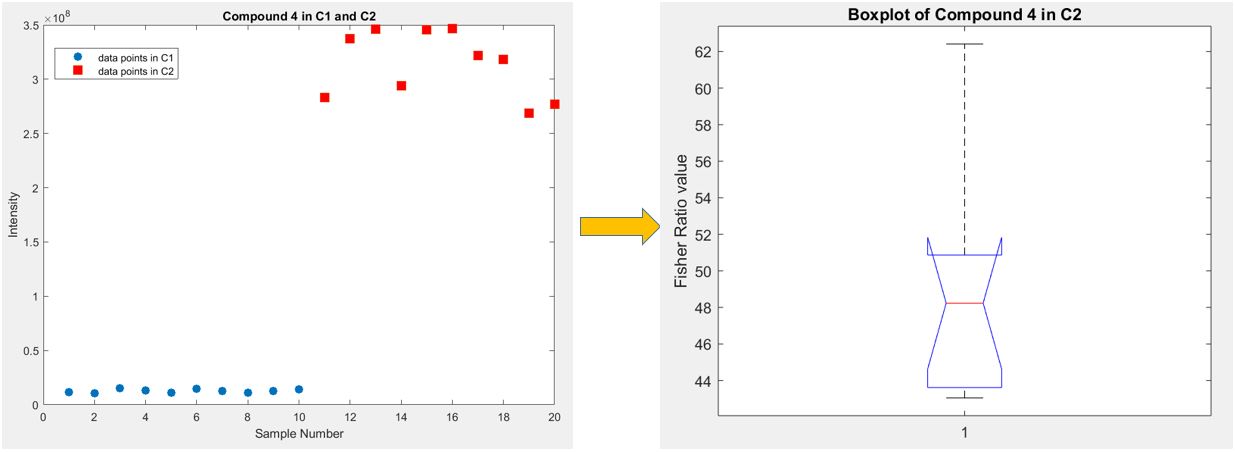 Compound 4 in C1 and C2
×10⁸
3.5
3
2.5
2
1.5
1
0.5
0
Intensity
data points in C1
data points in C2
0 2 4 6 8 10 12 14 16 18 20
Sample Number
Boxplot of Compound 4 in C2
62
60
58
56
54
52
50
48
46
44
Fisher Ratio value
1